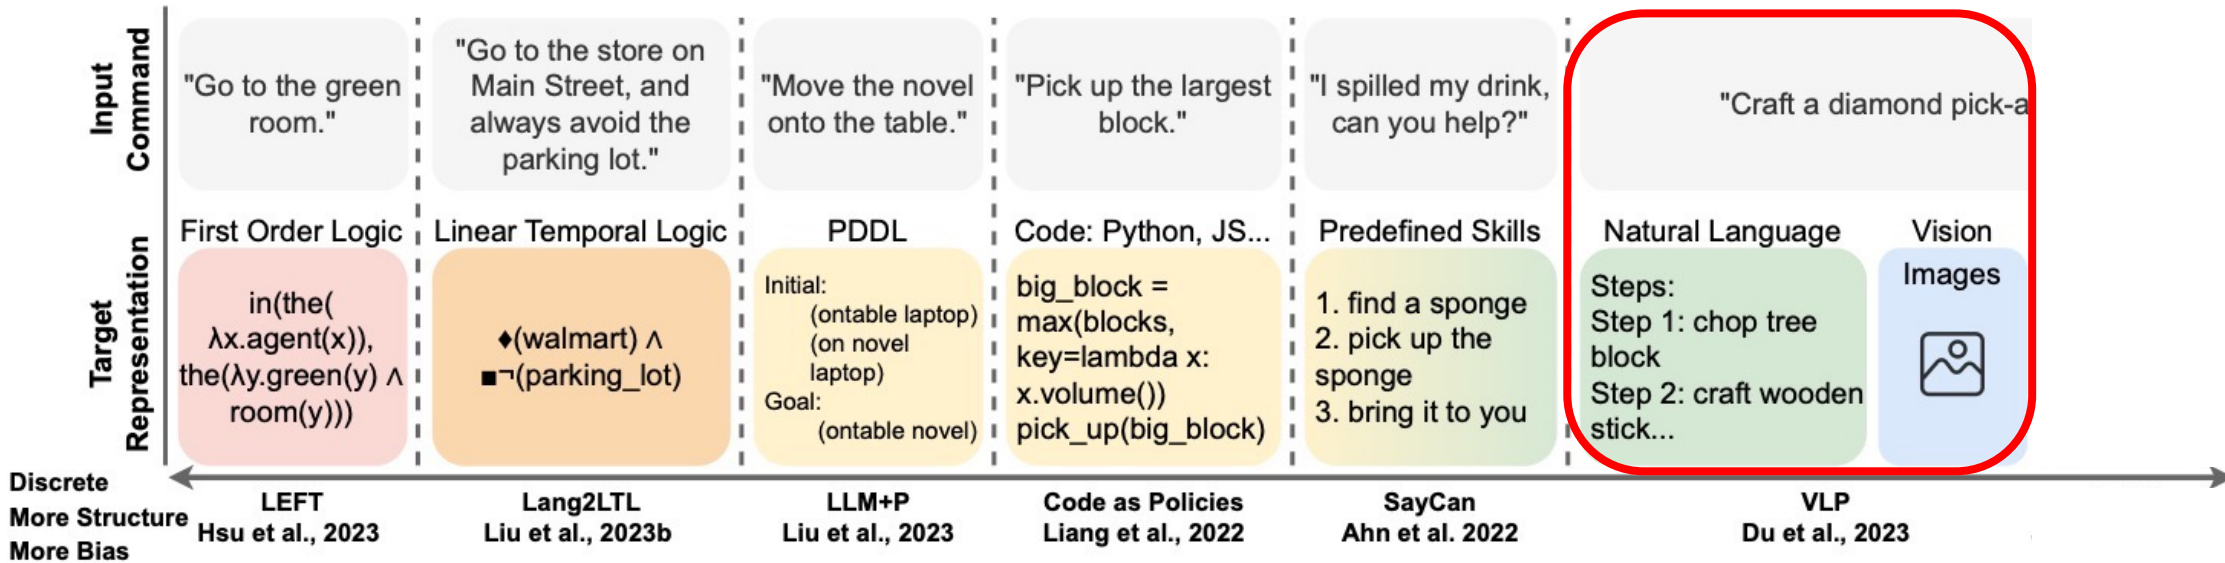 Input
Command
"Go to the green
room."
"Go to the store on
Main Street, and
always avoid the
parking lot."
"Move the novel
onto the table."
"Pick up the largest
block."
"I spilled my drink,
can you help?"
"Craft a diamond pick-a
Target
Representation
First Order Logic
in(the(
λx.agent(x)),
the(λy.green(y) ∧
room(y)))
Linear Temporal Logic
♦(walmart) ∧
■¬(parking_lot)
PDDL
Initial:
(ontable laptop)
(on novel
laptop)
Goal:
(ontable novel)
Code: Python, JS...
big_block =
max(blocks,
key=lambda x:
x.volume())
pick_up(big_block)
Predefined Skills
1. find a sponge
2. pick up the
sponge
3. bring it to you
Natural Language
Steps:
Step 1: chop tree
block
Step 2: craft wooden
stick...
Vision
Images
Discrete
More Structure
More Bias
LEFT
Hsu et al., 2023
Lang2LTL
Liu et al., 2023b
LLM+P
Liu et al., 2023
Code as Policies
Liang et al., 2022
SayCan
Ahn et al. 2022
VLP
Du et al., 2023